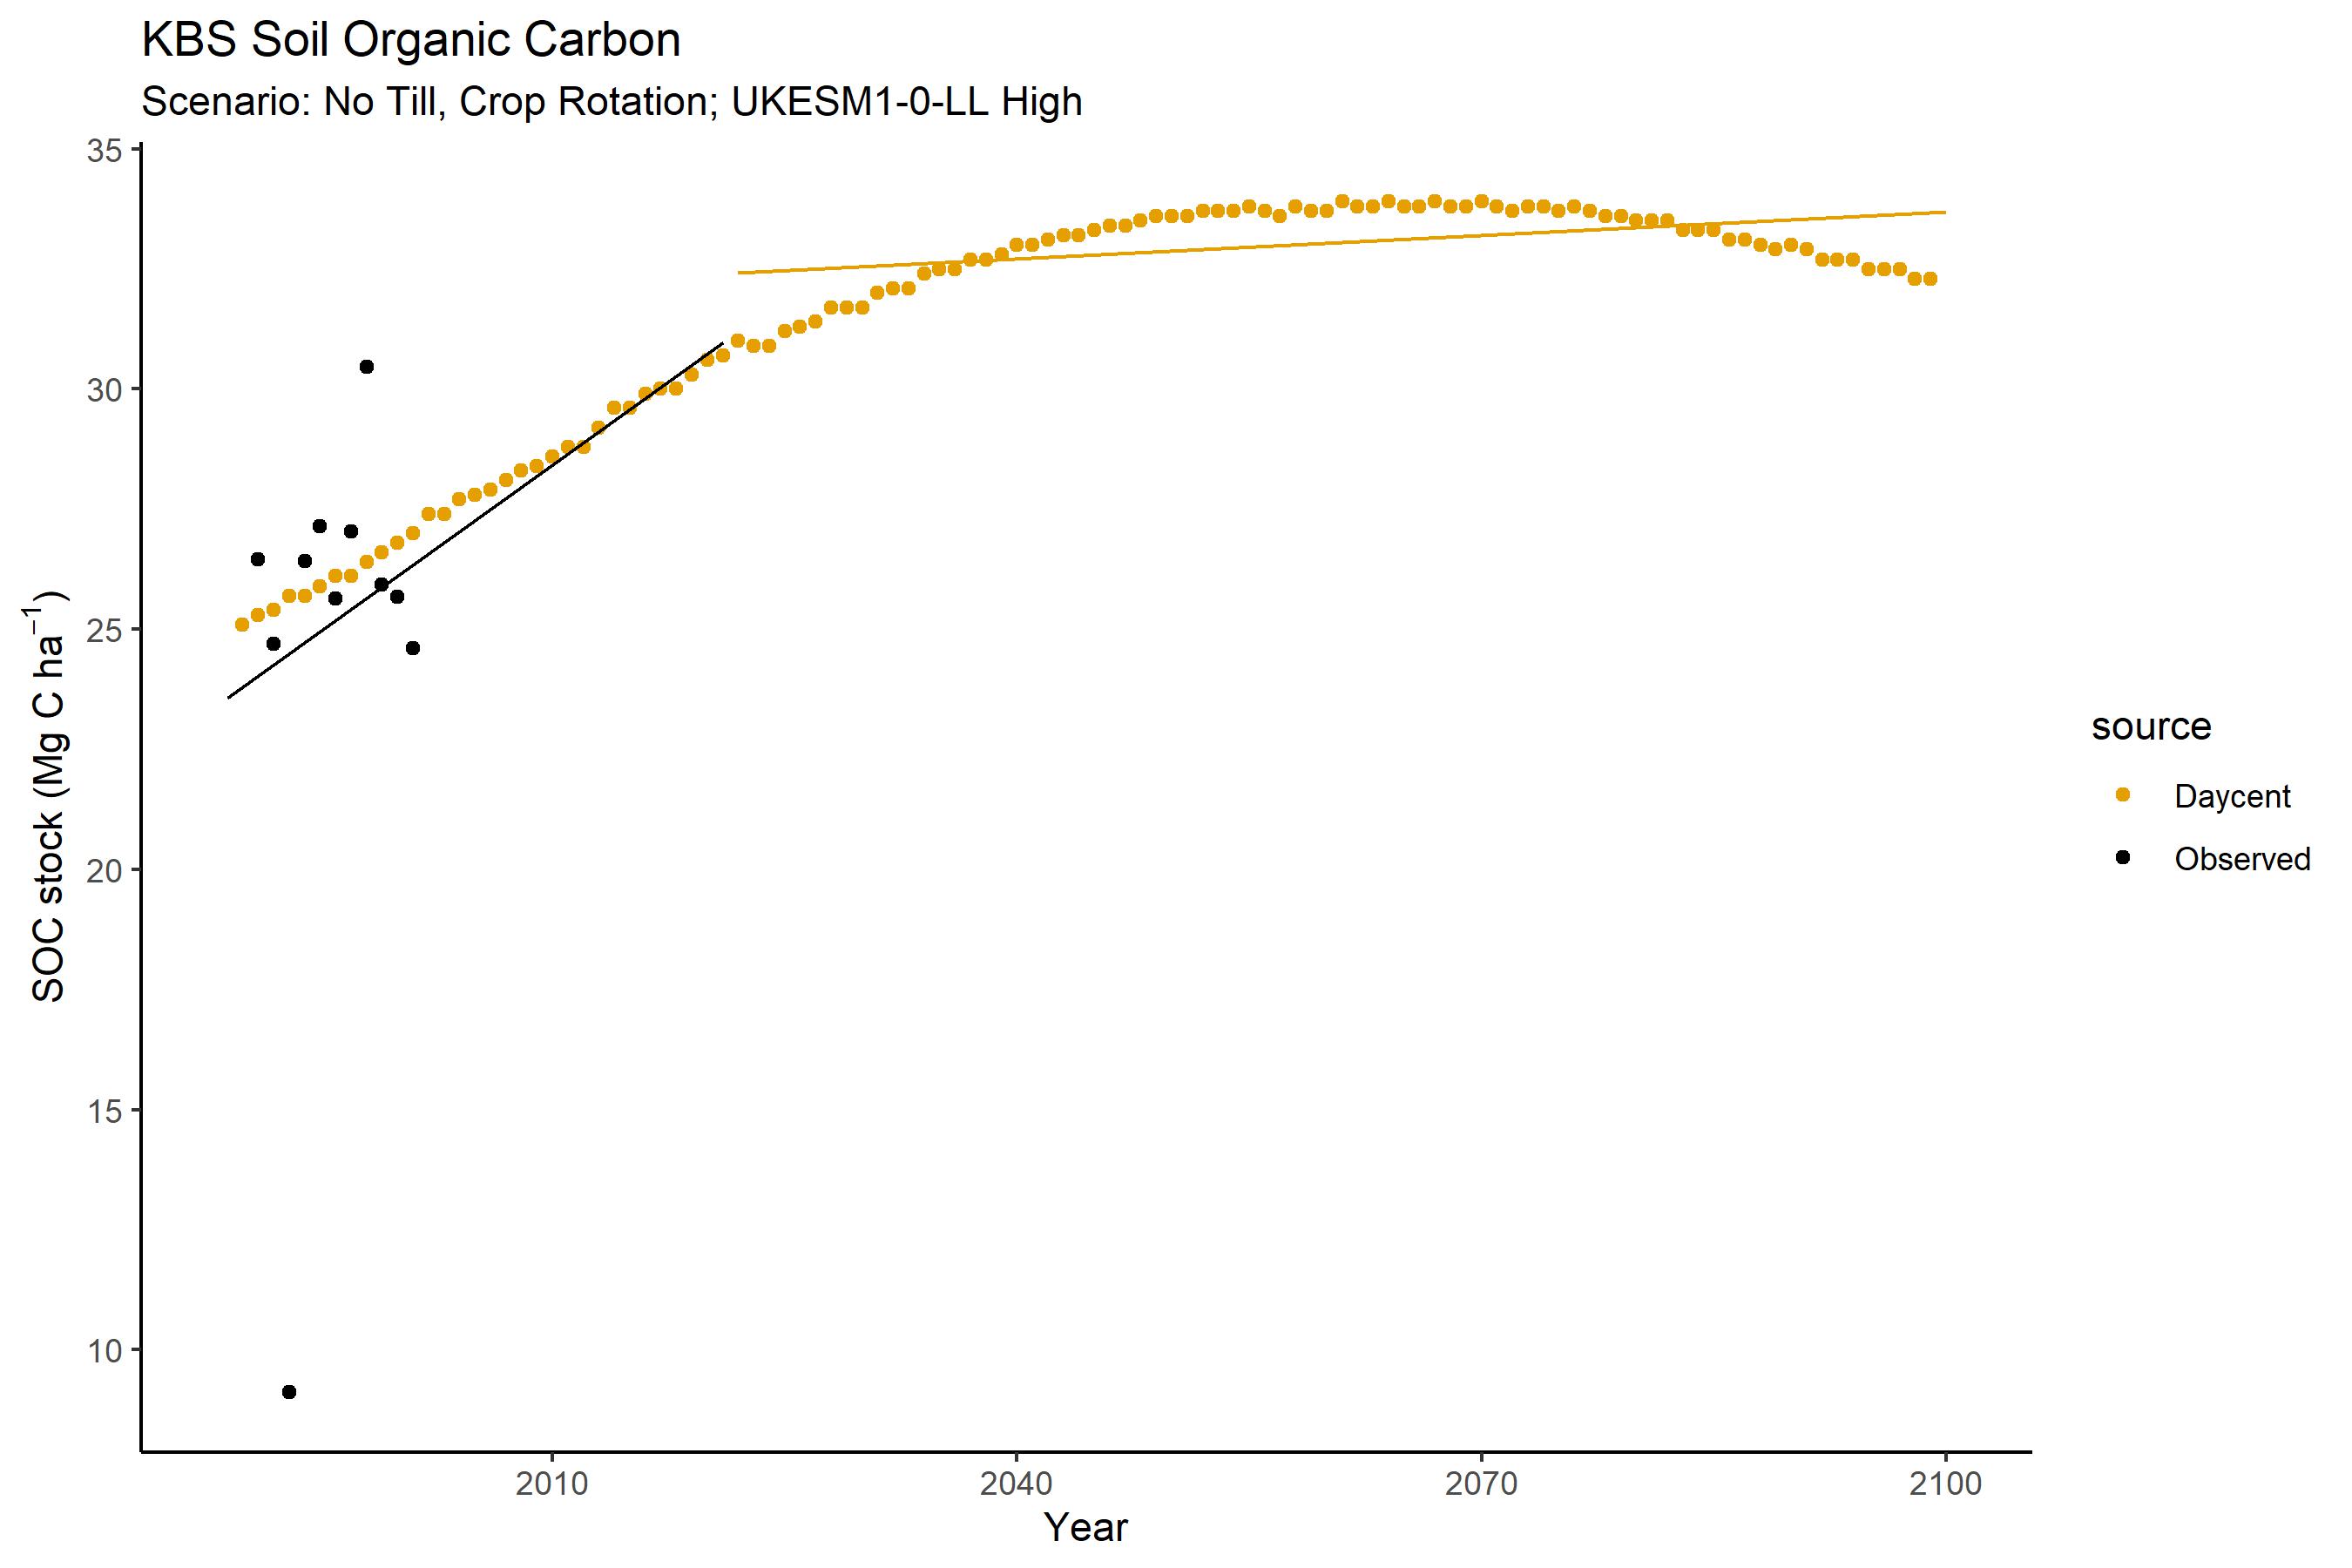 KBS Soil Organic Carbon
Scenario: No Till, Crop Rotation; UKESM1-0-LL High
35
30
25
20
15
10
SOC stock (Mg C ha⁻¹)
2010
2040
2070
2100
Year
source
Daycent
Observed